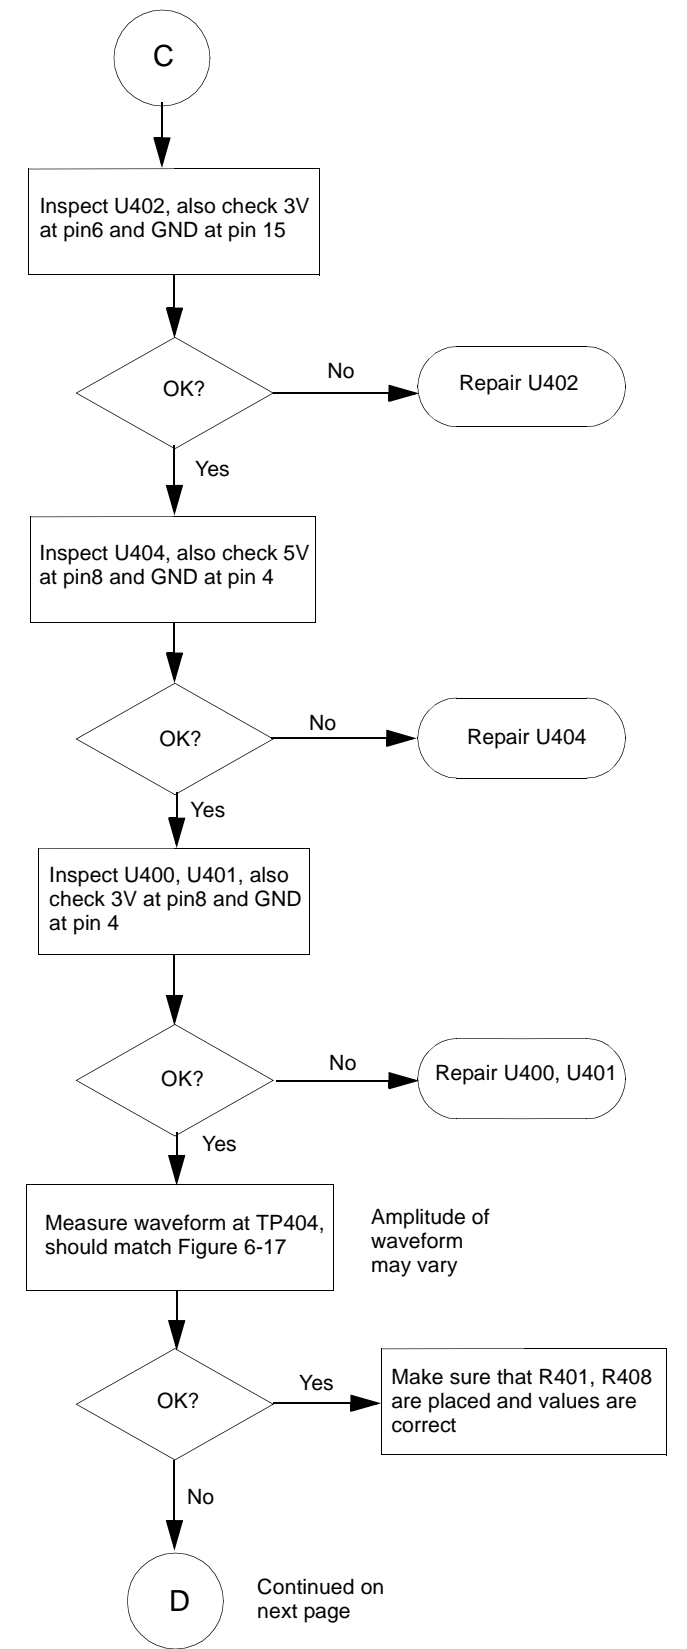 C
Inspect U402, also check 3V
at pin6 and GND at pin 15
OK?
No
Repair U402
Yes
Inspect U404, also check 5V
at pin8 and GND at pin 4
OK?
No
Repair U404
Yes
Inspect U400, U401, also
check 3V at pin8 and GND
at pin 4
OK?
No
Repair U400, U401
Yes
Measure waveform at TP404,
should match Figure 6-17
Amplitude of
waveform
may vary
OK?
Yes
Make sure that R401, R408
are placed and values are
correct
No
D
Continued on
next page